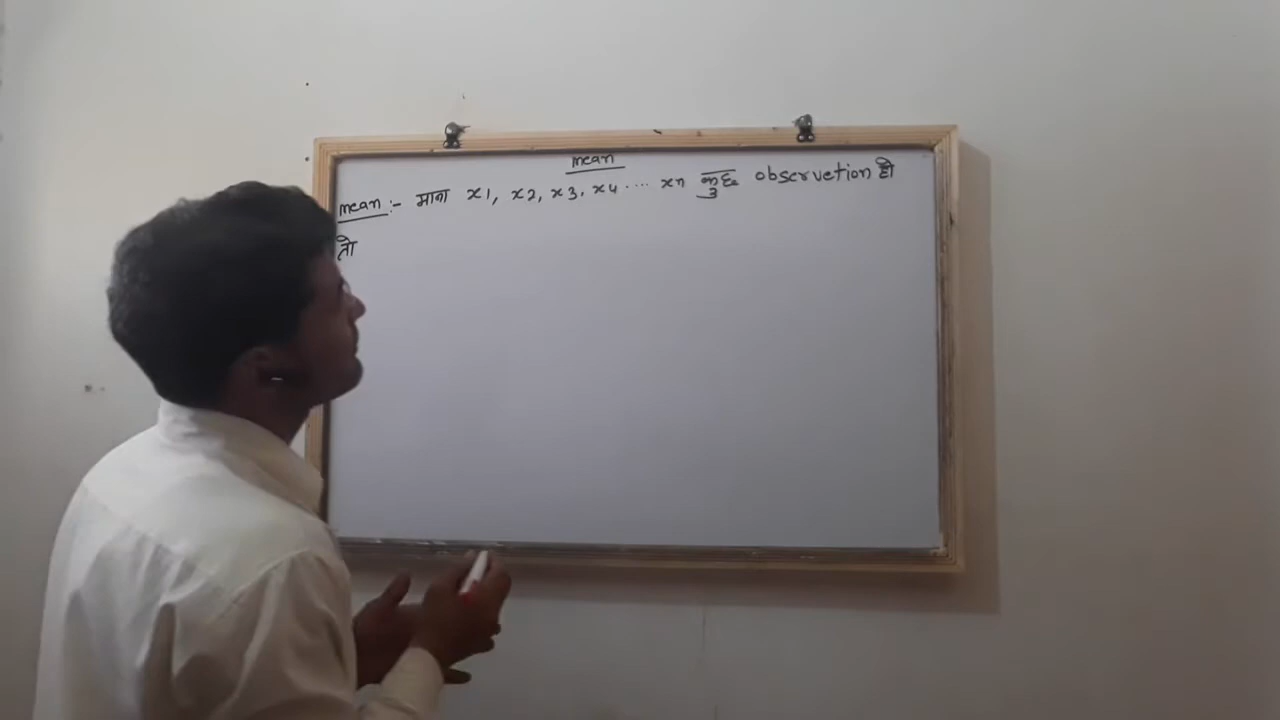 mean
mean :- माना x1, x2, x3, x4 .... xn कुछ observetion हो
तो